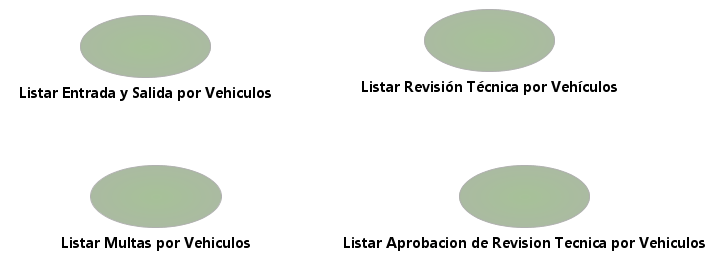 Listar Entrada y Salida por Vehiculos
Listar Revisión Técnica por Vehículos
Listar Multas por Vehiculos
Listar Aprobacion de Revision Tecnica por Vehiculos